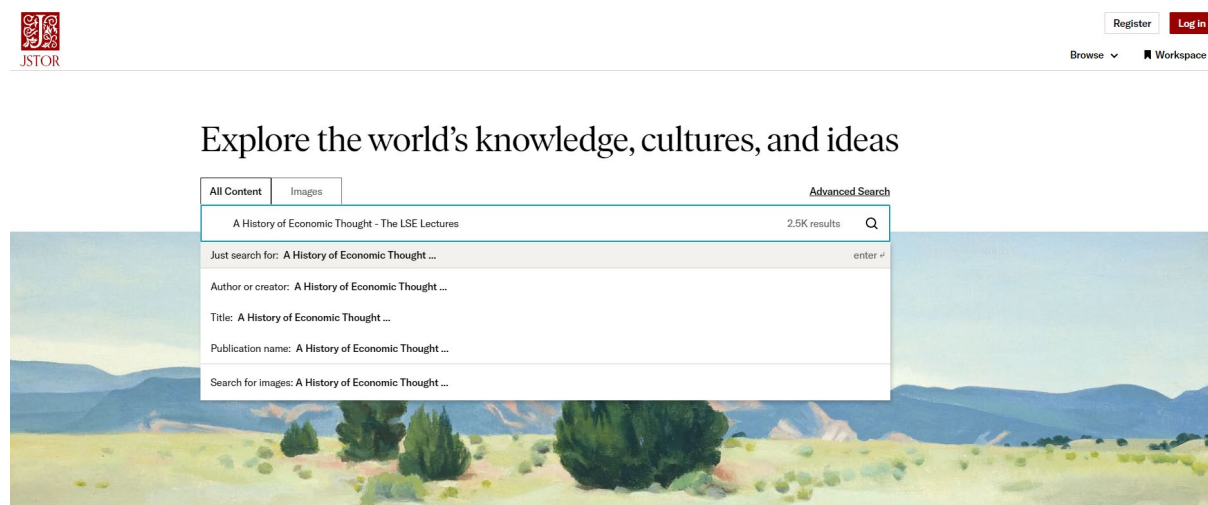 Register
Log in
JSTOR
Browse
Workspace
Explore the world’s knowledge, cultures, and ideas
All Content
Images
Advanced Search
A History of Economic Thought - The LSE Lectures
2.5K results
Just search for: A History of Economic Thought ...
enter
Author or creator: A History of Economic Thought ...
Title: A History of Economic Thought ...
Publication name: A History of Economic Thought ...
Search for images: A History of Economic Thought ...